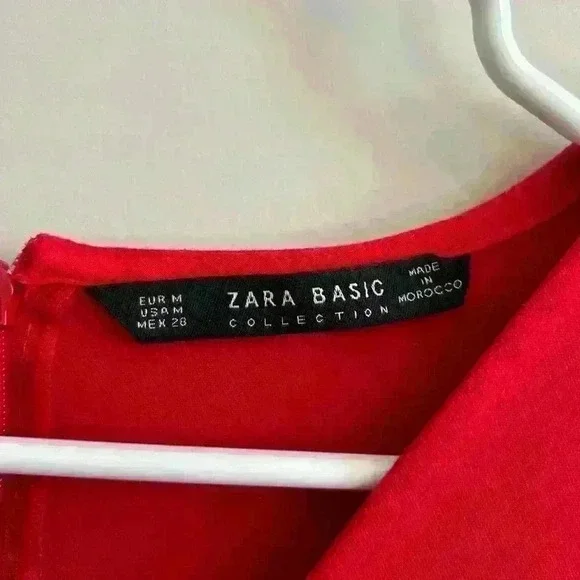 EUR M
USA M
MEX 28
ZARA BASIC
COLLECTION
MADE
IN
MOROCCO